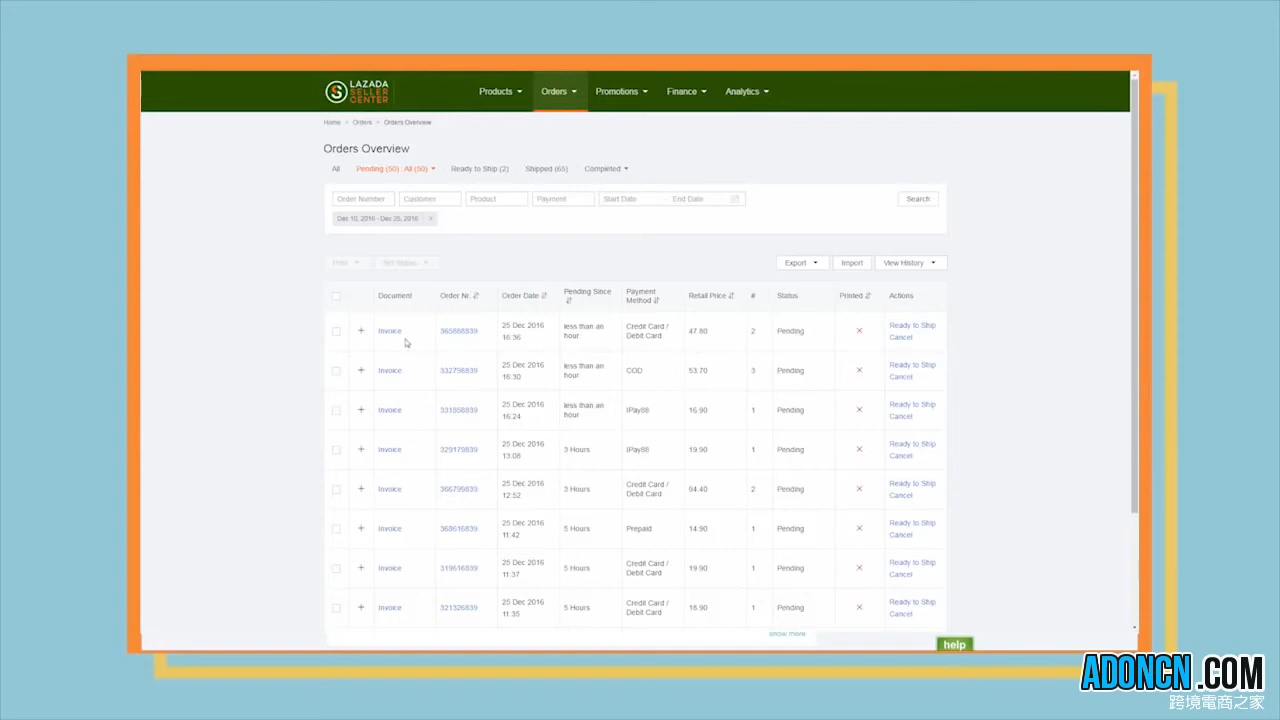 LAZADA
SELLER
CENTER
Products Orders Promotions Finance Analytics
Home > Orders > Orders Overview
Orders Overview
All Pending (50) : All (50) Ready to Ship (2) Shipped (65) Completed
Order Number Customer Product Payment Start Date - End Date Search
Dec 10, 2016 - Dec 25, 2016 ×
Print Set Status Export Import View History
Document Order Nr. Order Date Pending Since Payment Method Retail Price # Status Printed Actions
+ Invoice 365888839 25 Dec 2016 16:36 less than an hour Credit Card / Debit Card 47.80 2 Pending × Ready to Ship Cancel
+ Invoice 332796839 25 Dec 2016 16:30 less than an hour COD 53.70 3 Pending × Ready to Ship Cancel
+ Invoice 331858839 25 Dec 2016 16:24 less than an hour IPay88 16.90 1 Pending × Ready to Ship Cancel
+ Invoice 329179839 25 Dec 2016 13:08 3 Hours IPay88 19.90 1 Pending × Ready to Ship Cancel
+ Invoice 366799839 25 Dec 2016 12:52 3 Hours Credit Card / Debit Card 94.40 2 Pending × Ready to Ship Cancel
+ Invoice 368616839 25 Dec 2016 11:42 5 Hours Prepaid 14.90 1 Pending × Ready to Ship Cancel
+ Invoice 319616839 25 Dec 2016 11:37 5 Hours Credit Card / Debit Card 19.90 1 Pending × Ready to Ship Cancel
+ Invoice 321326839 25 Dec 2016 11:35 5 Hours Credit Card / Debit Card 18.90 1 Pending × Ready to Ship Cancel
show more
help
ADONCN.COM
跨境電商之家